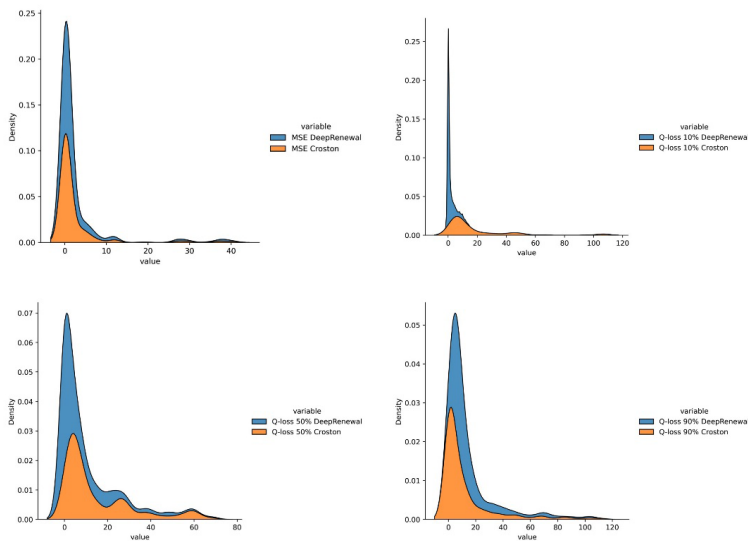 0.25
0.20
0.15
0.10
0.05
0.00
Density
0
10
20
30
40
value
variable
MSE DeepRenewal
MSE Croston
0.25
0.20
0.15
0.10
0.05
0.00
Density
0
20
40
60
80
100
120
value
variable
Q-loss 10% DeepRenewa
Q-loss 10% Croston
0.07
0.06
0.05
0.04
0.03
0.02
0.01
0.00
Density
0
20
40
60
80
value
variable
Q-loss 50% DeepRenewal
Q-loss 50% Croston
0.05
0.04
0.03
0.02
0.01
0.00
Density
0
20
40
60
80
100
120
value
variable
Q-loss 90% DeepRenewa
Q-loss 90% Croston